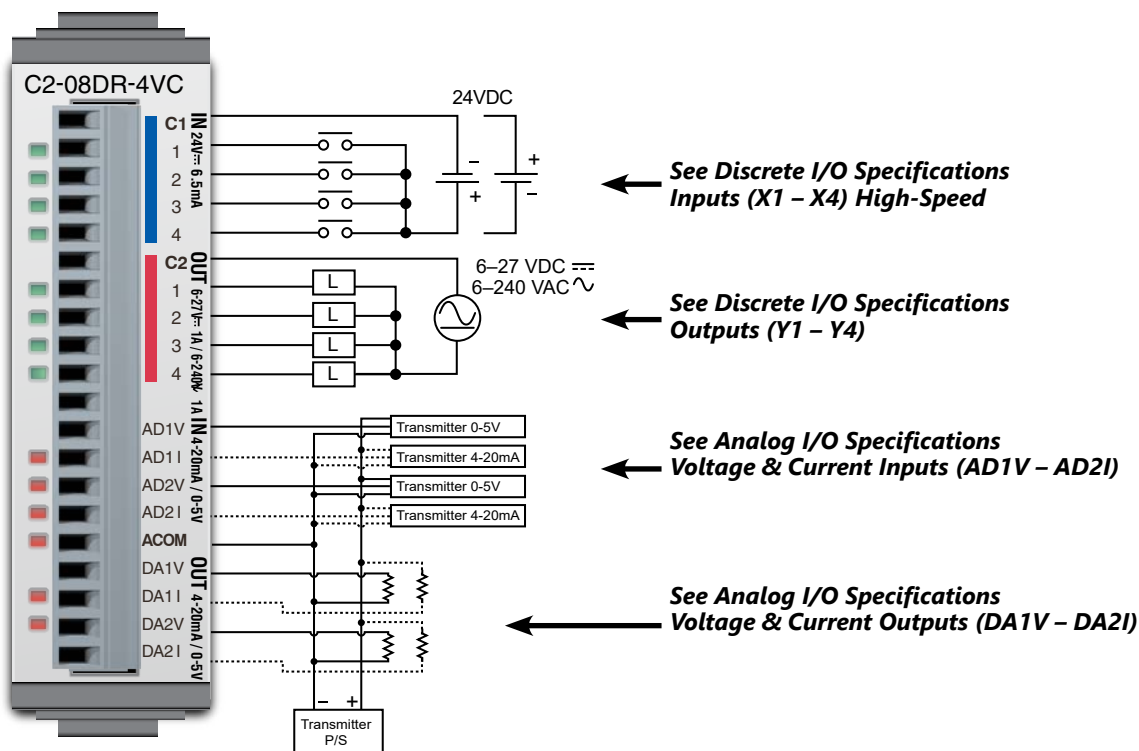 C2-08DR-4VC
C1
1
2
3
4
IN 24V⎓ 6.5mA
24VDC
−
+
+
−
See Discrete I/O Specifications
Inputs (X1 – X4) High-Speed
C2
1
2
3
4
OUT 6-27V⎓ 1A / 6-240V∿ 1A
L
L
L
L
6–27 VDC ⎓
6–240 VAC ∿
See Discrete I/O Specifications
Outputs (Y1 – Y4)
AD1V
AD1 I
AD2V
AD2 I
ACOM
IN 4-20mA / 0-5V
Transmitter 0-5V
Transmitter 4-20mA
Transmitter 0-5V
Transmitter 4-20mA
See Analog I/O Specifications
Voltage & Current Inputs (AD1V – AD2I)
DA1V
DA1 I
DA2V
DA2 I
OUT 4-20mA / 0-5V
See Analog I/O Specifications
Voltage & Current Outputs (DA1V – DA2I)
− +
Transmitter
P/S